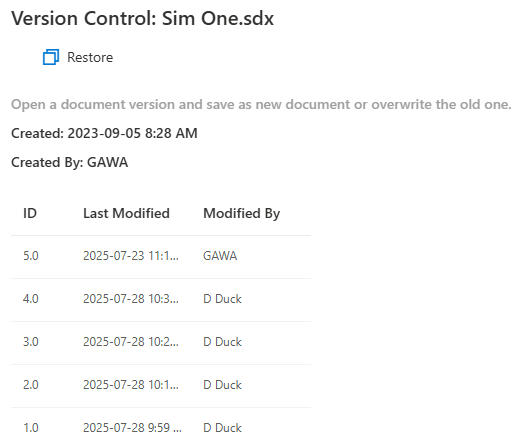 Version Control: Sim One.sdx
Restore
Open a document version and save as new document or overwrite the old one.
Created: 2023-09-05 8:28 AM
Created By: GAWA
ID Last Modified Modified By
5.0 2025-07-23 11:1... GAWA
4.0 2025-07-28 10:3... D Duck
3.0 2025-07-28 10:2... D Duck
2.0 2025-07-28 10:1... D Duck
1.0 2025-07-28 9:59 ... D Duck